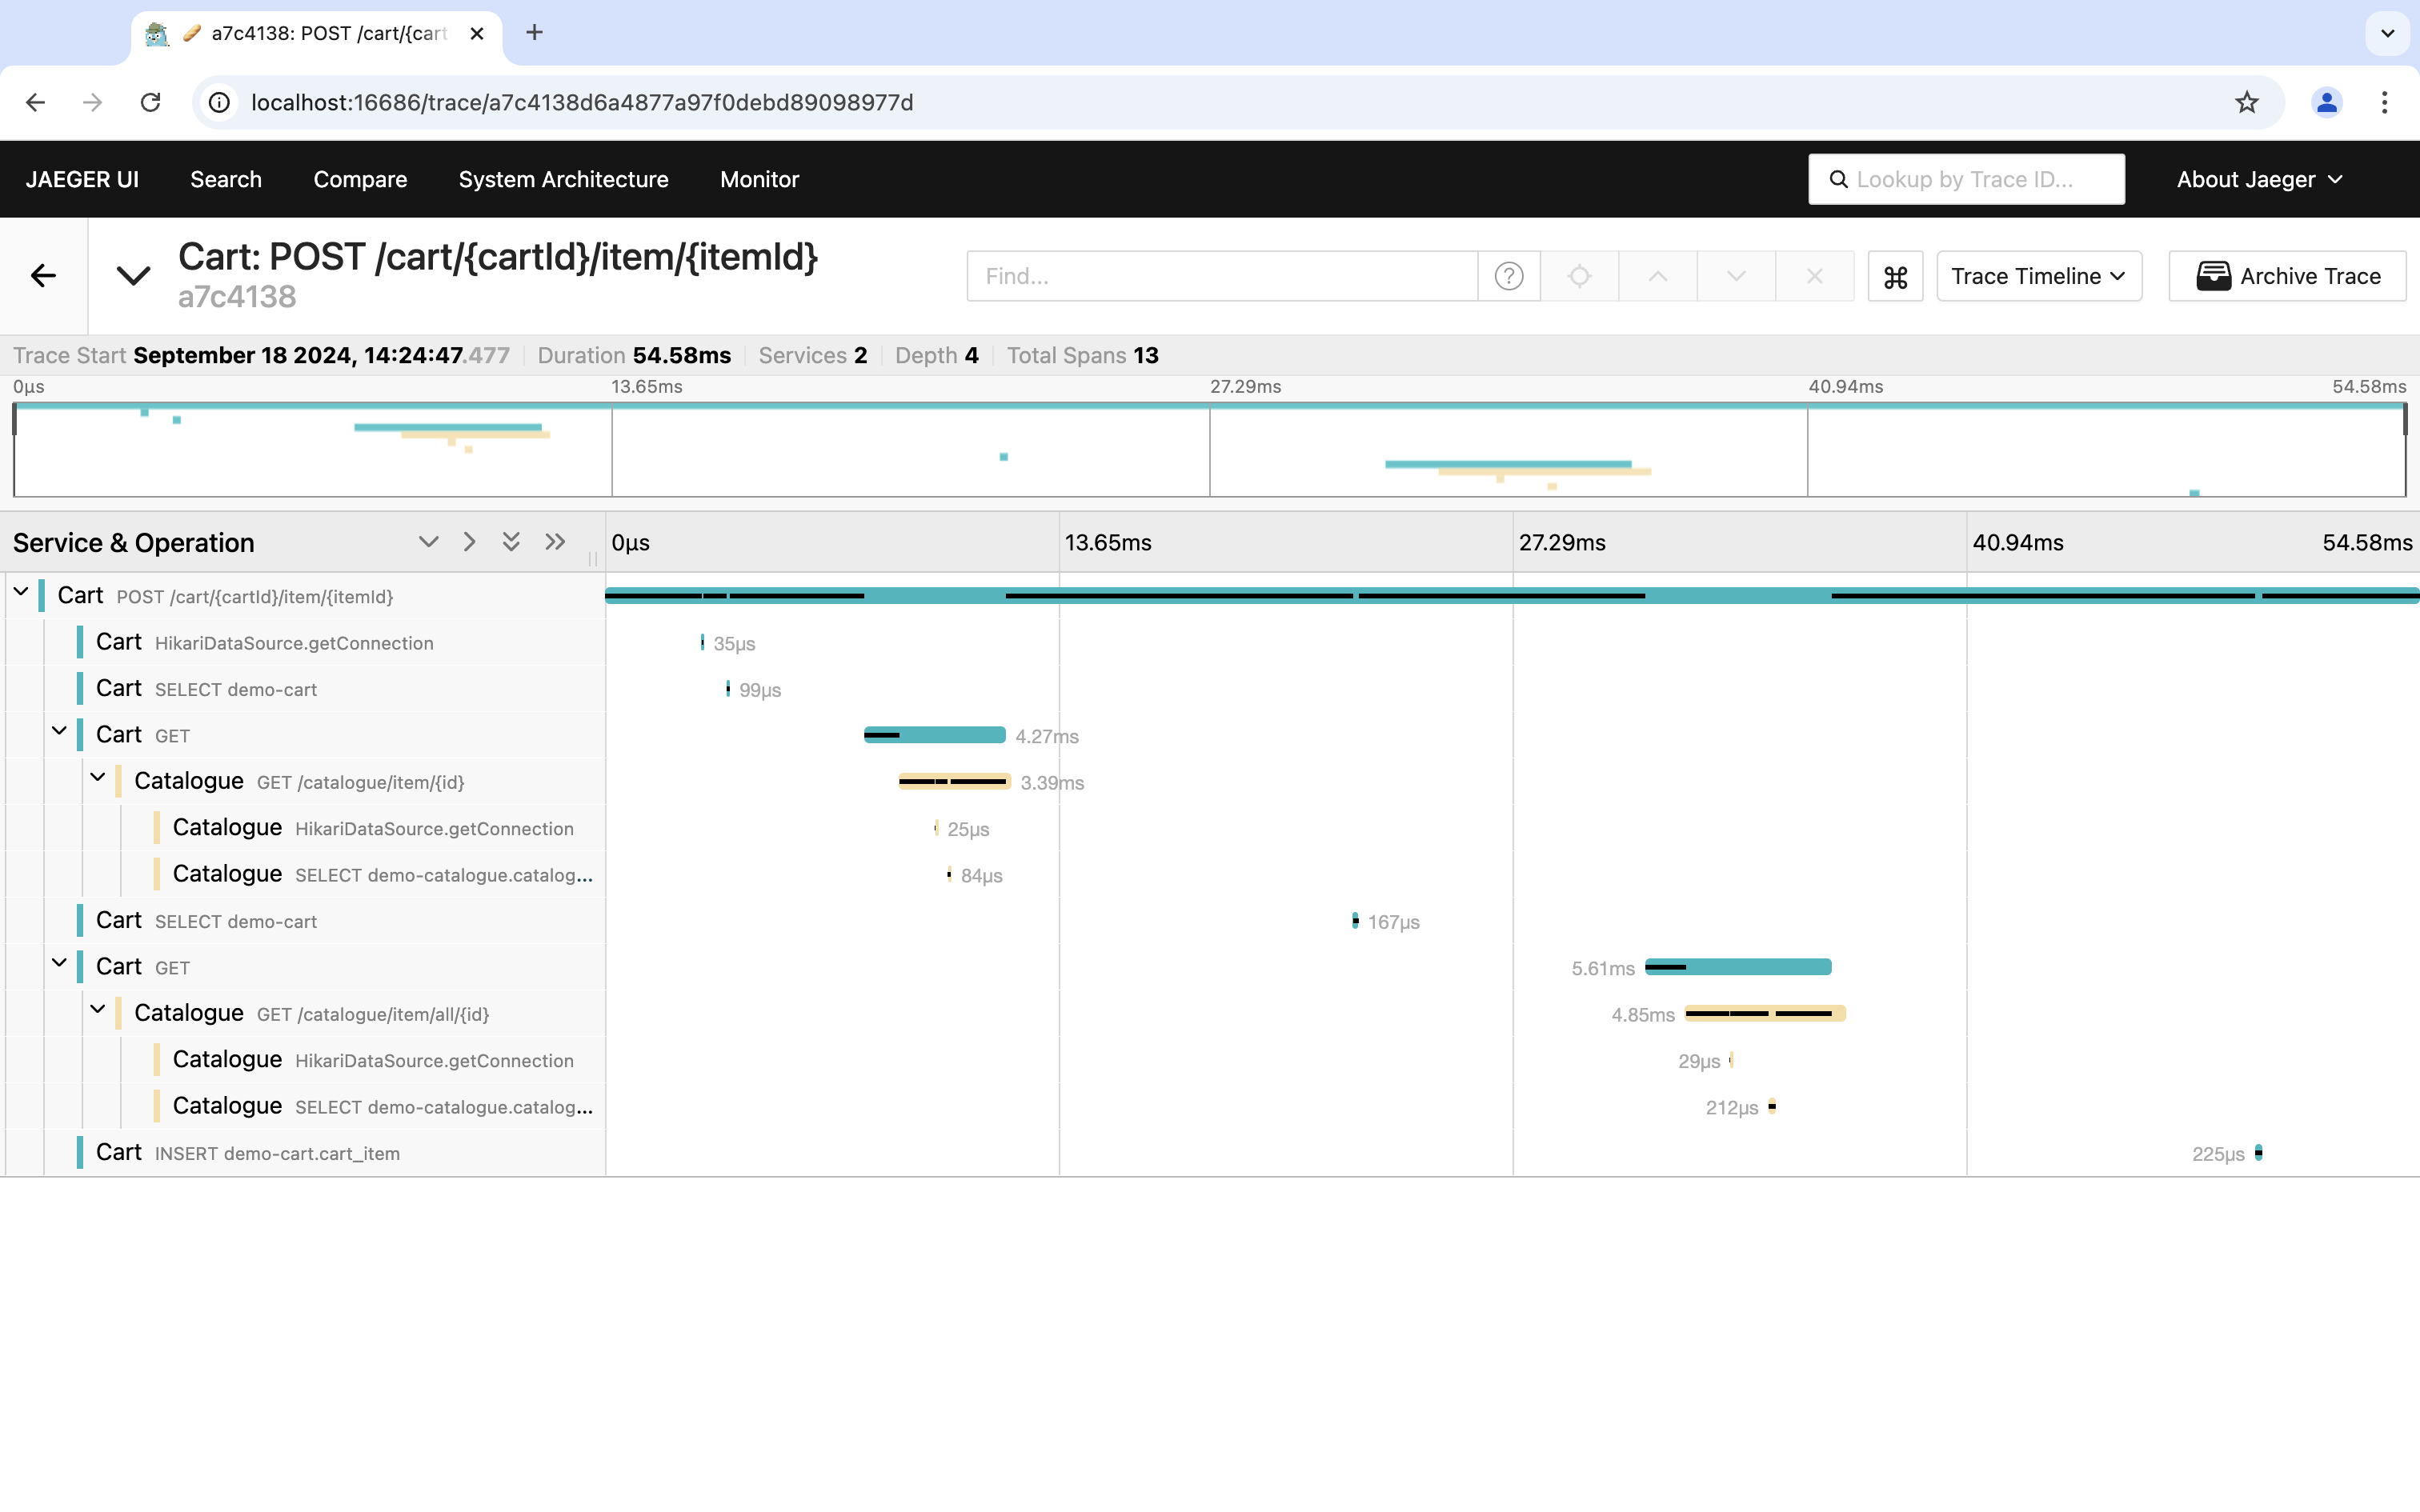 a7c4138: POST /cart/{cart
localhost:16686/trace/a7c4138d6a4877a97f0debd89098977d
JAEGER UI Search Compare System Architecture Monitor Lookup by Trace ID... About Jaeger
Cart: POST /cart/{cartId}/item/{itemId}
a7c4138
Find... Trace Timeline Archive Trace
Trace Start September 18 2024, 14:24:47.477 Duration 54.58ms Services 2 Depth 4 Total Spans 13
0μs 13.65ms 27.29ms 40.94ms 54.58ms
Service & Operation 0μs 13.65ms 27.29ms 40.94ms 54.58ms
Cart POST /cart/{cartId}/item/{itemId}
Cart HikariDataSource.getConnection 35μs
Cart SELECT demo-cart 99μs
Cart GET 4.27ms
Catalogue GET /catalogue/item/{id} 3.39ms
Catalogue HikariDataSource.getConnection 25μs
Catalogue SELECT demo-catalogue.catalog... 84μs
Cart SELECT demo-cart 167μs
Cart GET 5.61ms
Catalogue GET /catalogue/item/all/{id} 4.85ms
Catalogue HikariDataSource.getConnection 29μs
Catalogue SELECT demo-catalogue.catalog... 212μs
Cart INSERT demo-cart.cart_item 225μs